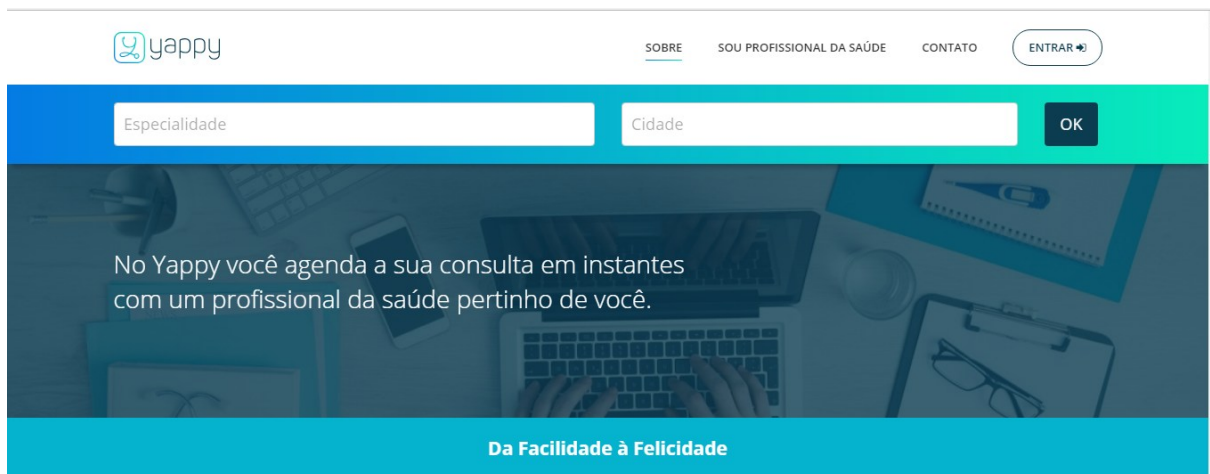 yappy
SOBRE
SOU PROFISSIONAL DA SAÚDE
CONTATO
ENTRAR
Especialidade
Cidade
OK
No Yappy você agenda a sua consulta em instantes
com um profissional da saúde pertinho de você.
Da Facilidade à Felicidade